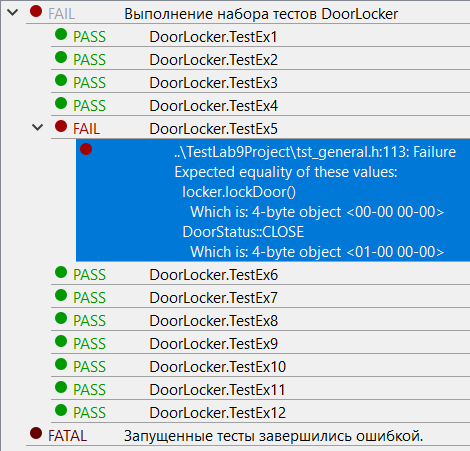 FAIL Выполнение набора тестов DoorLocker
PASS DoorLocker.TestEx1
PASS DoorLocker.TestEx2
PASS DoorLocker.TestEx3
PASS DoorLocker.TestEx4
FAIL DoorLocker.TestEx5
..\TestLab9Project\tst_general.h:113: Failure
Expected equality of these values:
locker.lockDoor()
Which is: 4-byte object <00-00 00-00>
DoorStatus::CLOSE
Which is: 4-byte object <01-00 00-00>
PASS DoorLocker.TestEx6
PASS DoorLocker.TestEx7
PASS DoorLocker.TestEx8
PASS DoorLocker.TestEx9
PASS DoorLocker.TestEx10
PASS DoorLocker.TestEx11
PASS DoorLocker.TestEx12
FATAL Запущенные тесты завершились ошибкой.